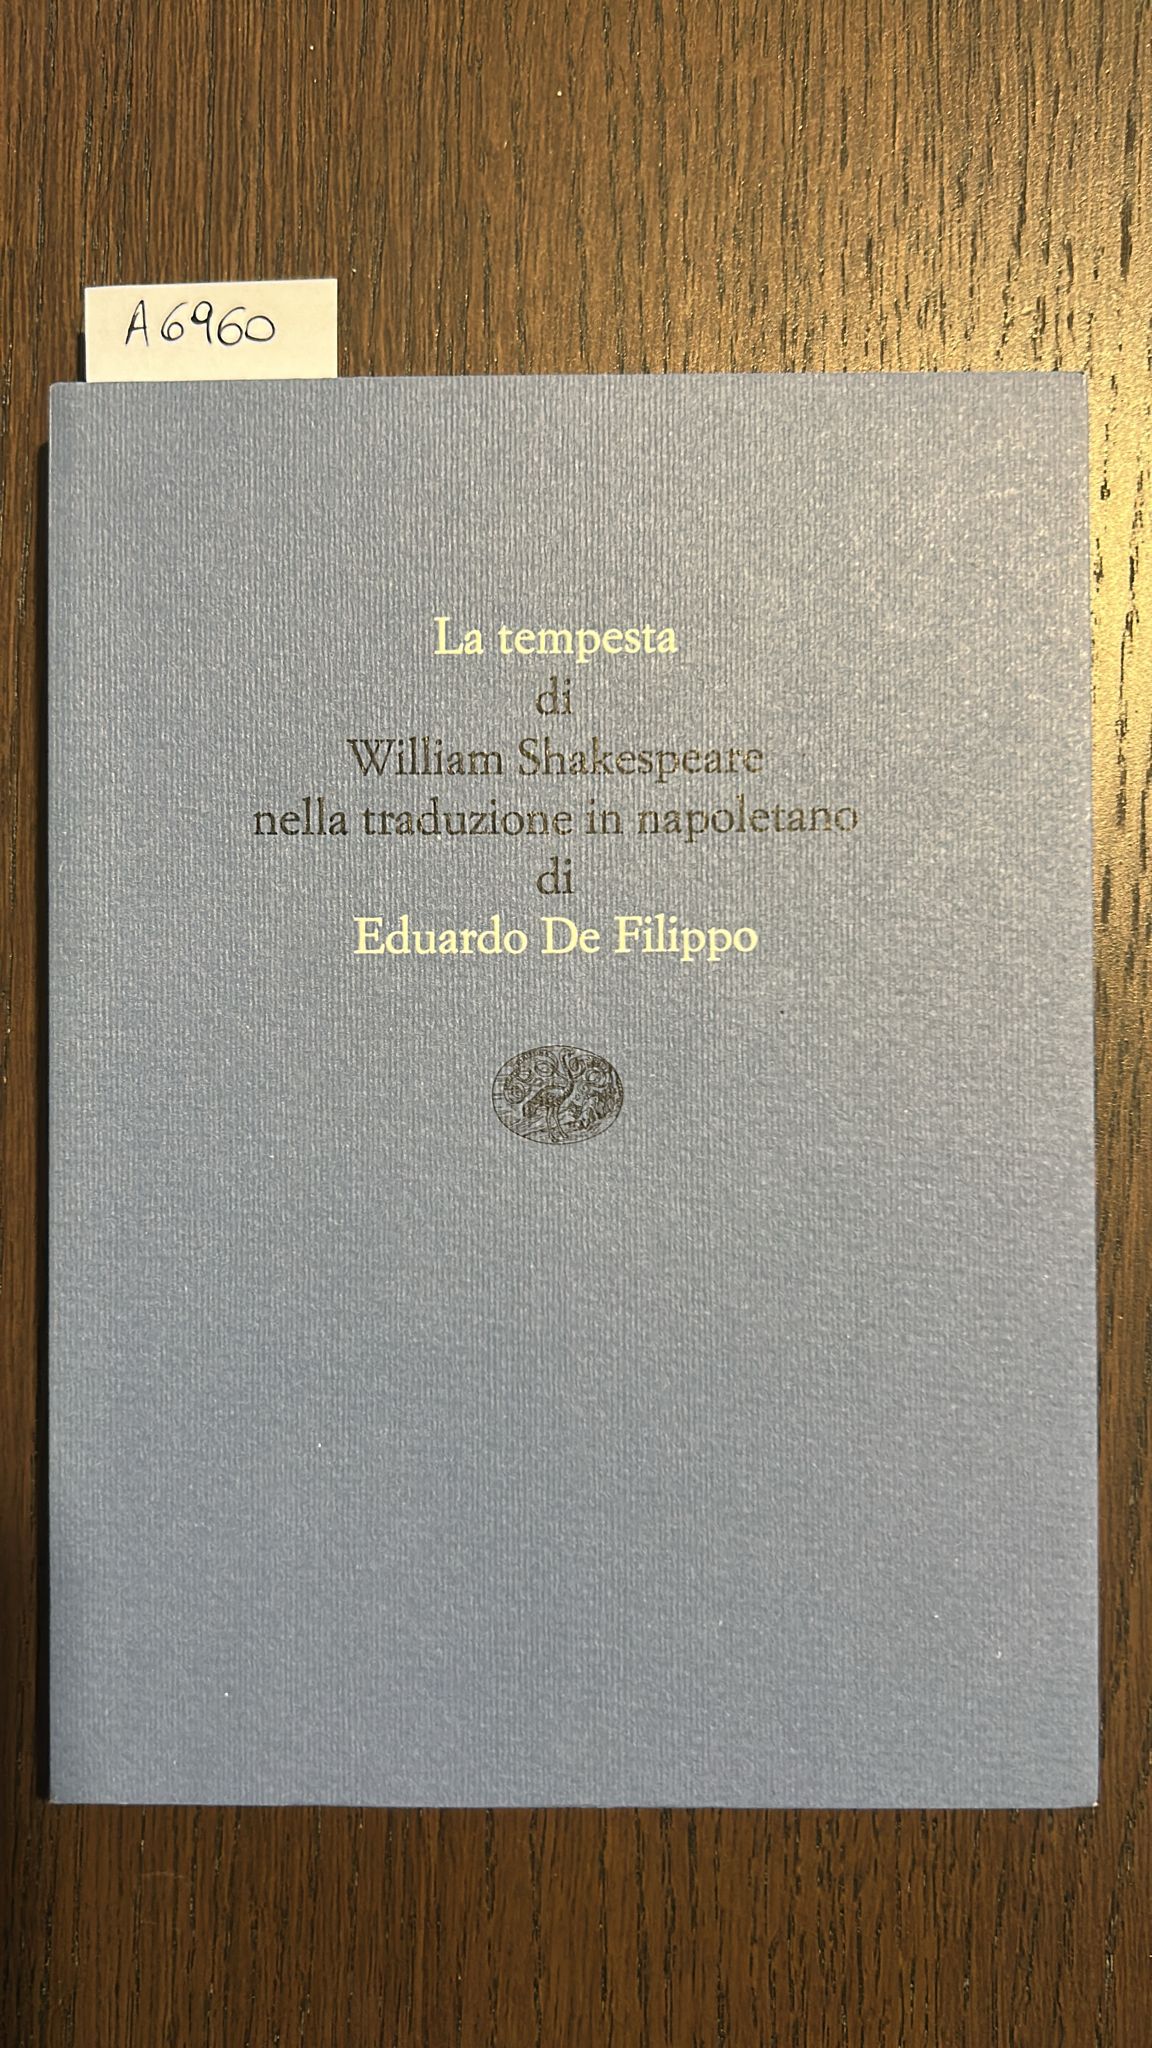 A6960
La tempesta
di
William Shakespeare
nella traduzione in napoletano
di
Eduardo De Filippo